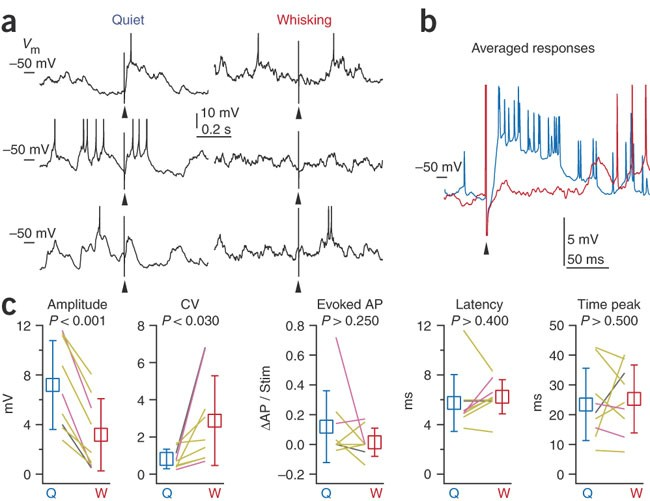 a
Quiet
Whisking
b
Vm
–50 mV
10 mV
0.2 s
–50 mV
–50 mV
Averaged responses
–50 mV
5 mV
50 ms
c
Amplitude
P < 0.001
12
8
4
0
mV
Q
W
CV
P < 0.030
8
6
4
2
0
Q
W
Evoked AP
P > 0.250
0.8
0.6
0.4
0.2
0.0
–0.2
ΔAP / Stim
Q
W
Latency
P > 0.400
12
8
4
0
ms
Q
W
Time peak
P > 0.500
50
40
30
20
10
0
ms
Q
W